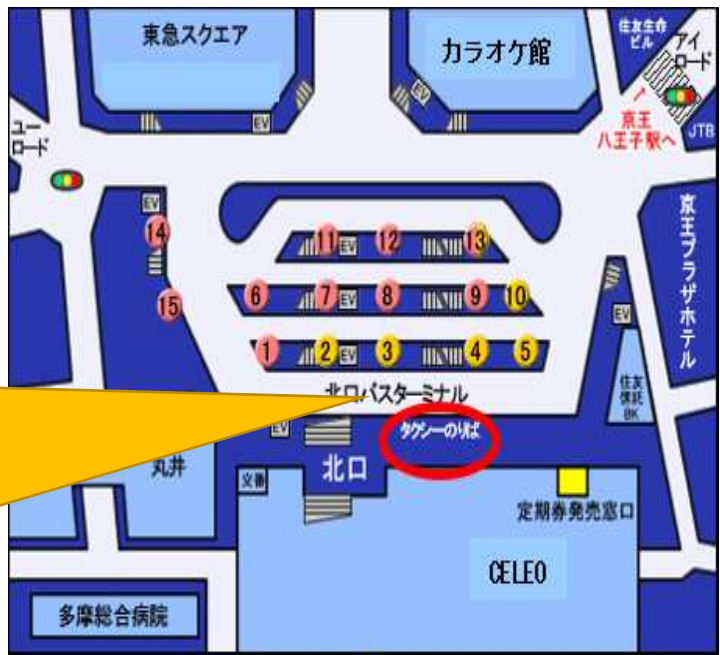 東急スクエア
カラオケ館
住友生命
ビル
アイ
ロード
京王
八王子駅へ
JTB
ユー
ロード
EV
EV
EV
京王プラザホテル
14
15
11
EV
12
13
6
7
EV
8
9
10
1
2
EV
3
4
5
EV
住友
信託
BK
北口バスターミナル
EV
タクシーのりば
丸井
交番
北口
定期券発売窓口
CELEO
多摩総合病院